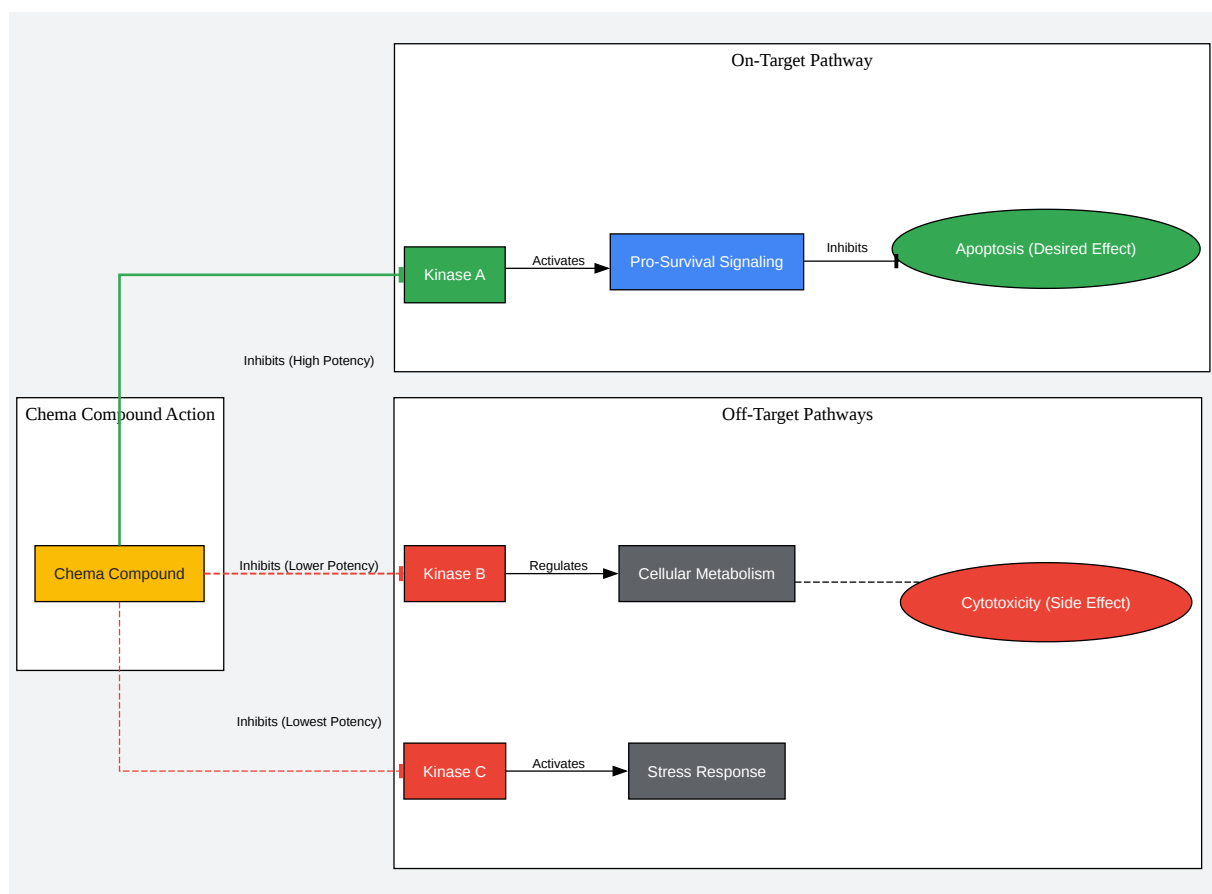 On-Target Pathway
Kinase A
Activates
Pro-Survival Signaling
Inhibits
Apoptosis (Desired Effect)
Inhibits (High Potency)
Chema Compound Action
Chema Compound
Off-Target Pathways
Inhibits (Lower Potency)
Kinase B
Regulates
Cellular Metabolism
Cytotoxicity (Side Effect)
Inhibits (Lowest Potency)
Kinase C
Activates
Stress Response